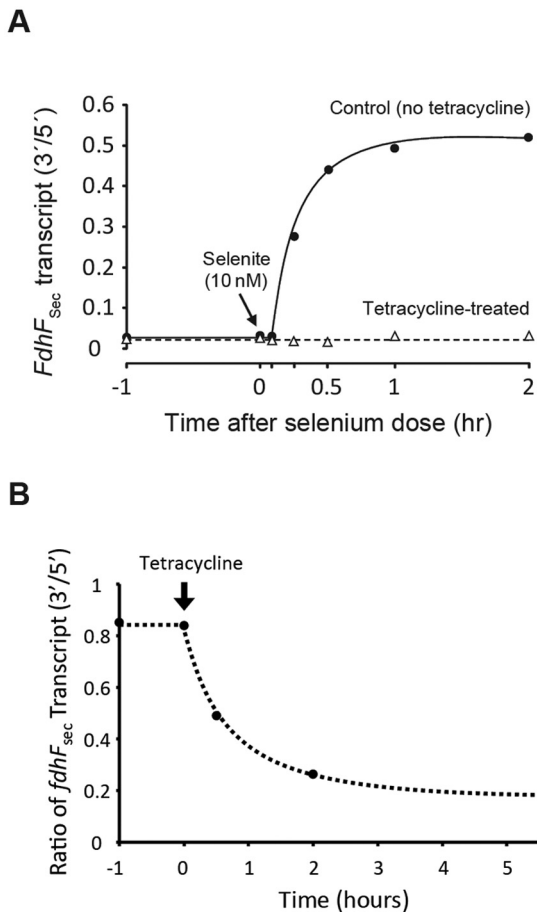 A
FdhFSec transcript (3´/5´)
0.6
0.5
0.4
0.3
0.2
0.1
0
Control (no tetracycline)
Selenite
(10 nM)
Tetracycline-treated
-1 0 0.5 1 2
Time after selenium dose (hr)
B
Ratio of fdhFsec Transcript (3’/5’)
Tetracycline
1
0.8
0.6
0.4
0.2
0
-1 0 1 2 3 4 5
Time (hours)